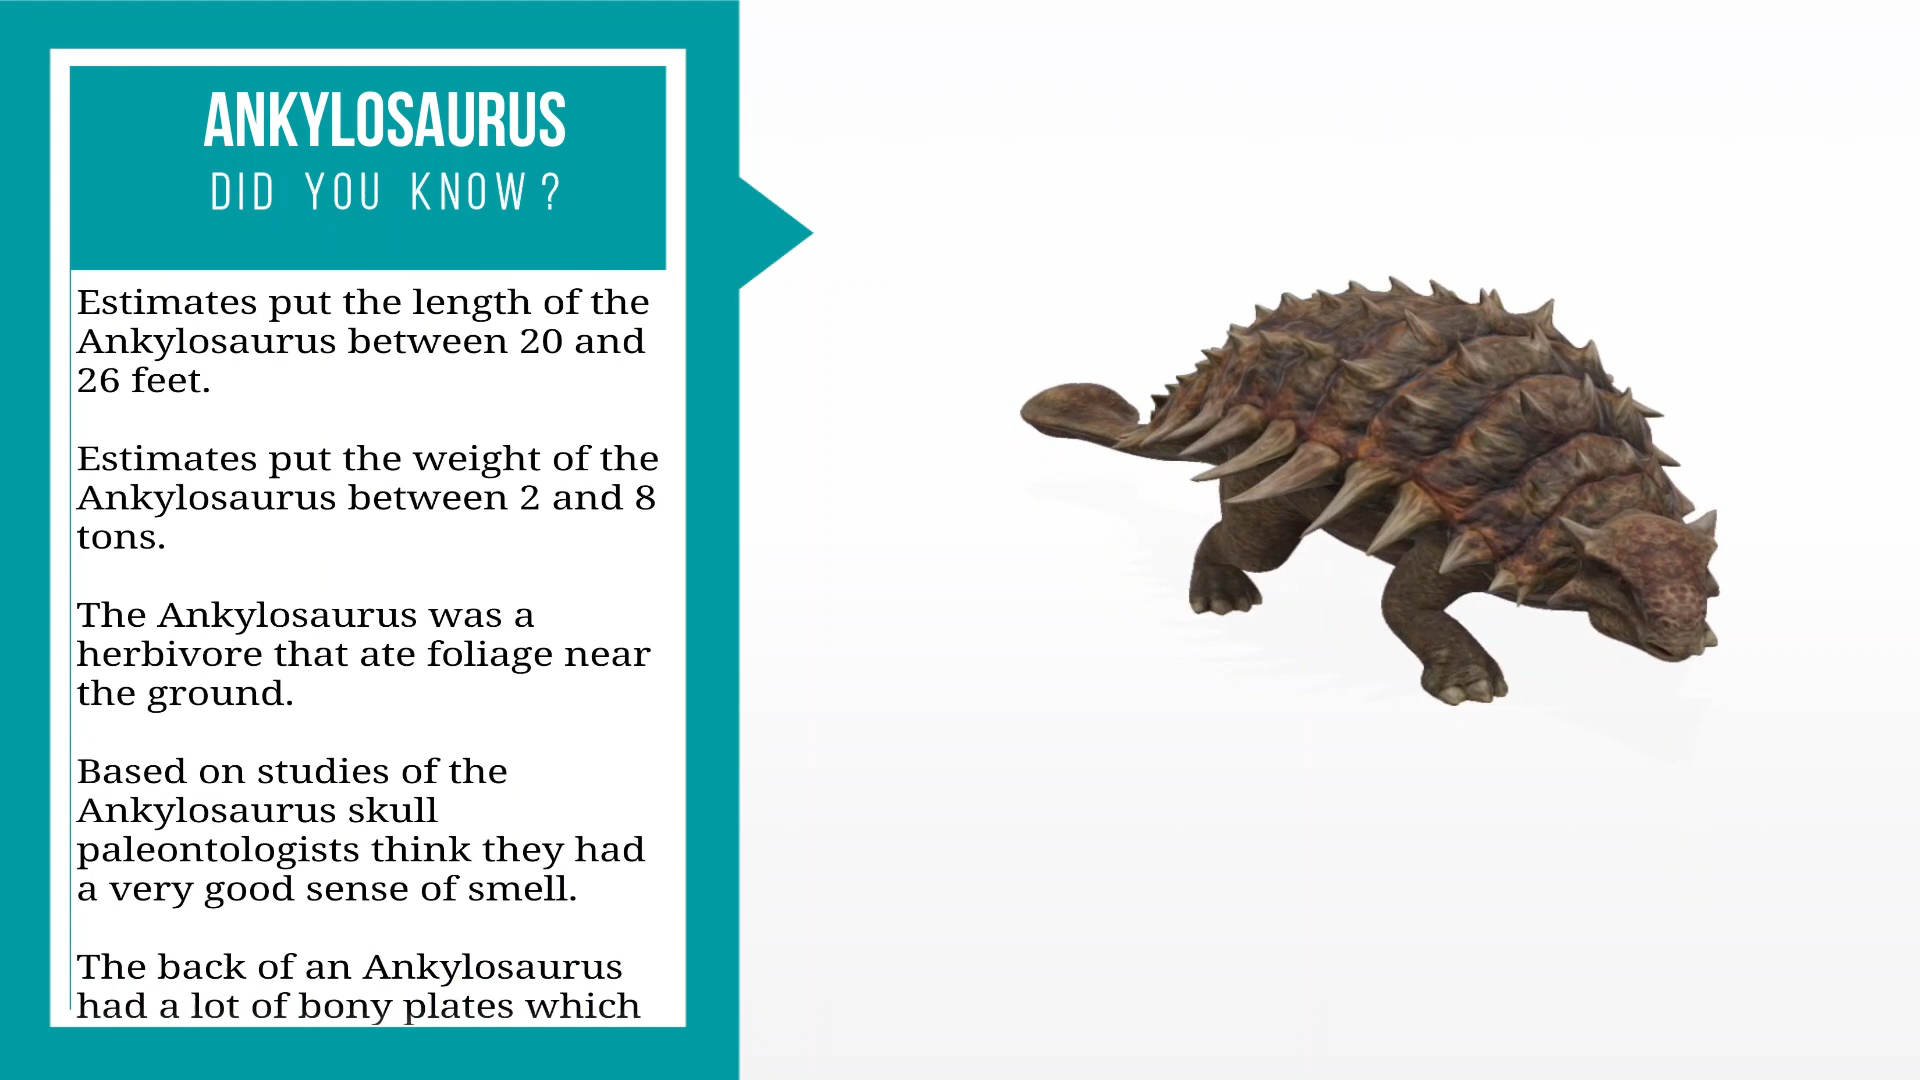 ANKYLOSAURUS
DID YOU KNOW?
Estimates put the length of the
Ankylosaurus between 20 and
26 feet.
Estimates put the weight of the
Ankylosaurus between 2 and 8
tons.
The Ankylosaurus was a
herbivore that ate foliage near
the ground.
Based on studies of the
Ankylosaurus skull
paleontologists think they had
a very good sense of smell.
The back of an Ankylosaurus
had a lot of bony plates which